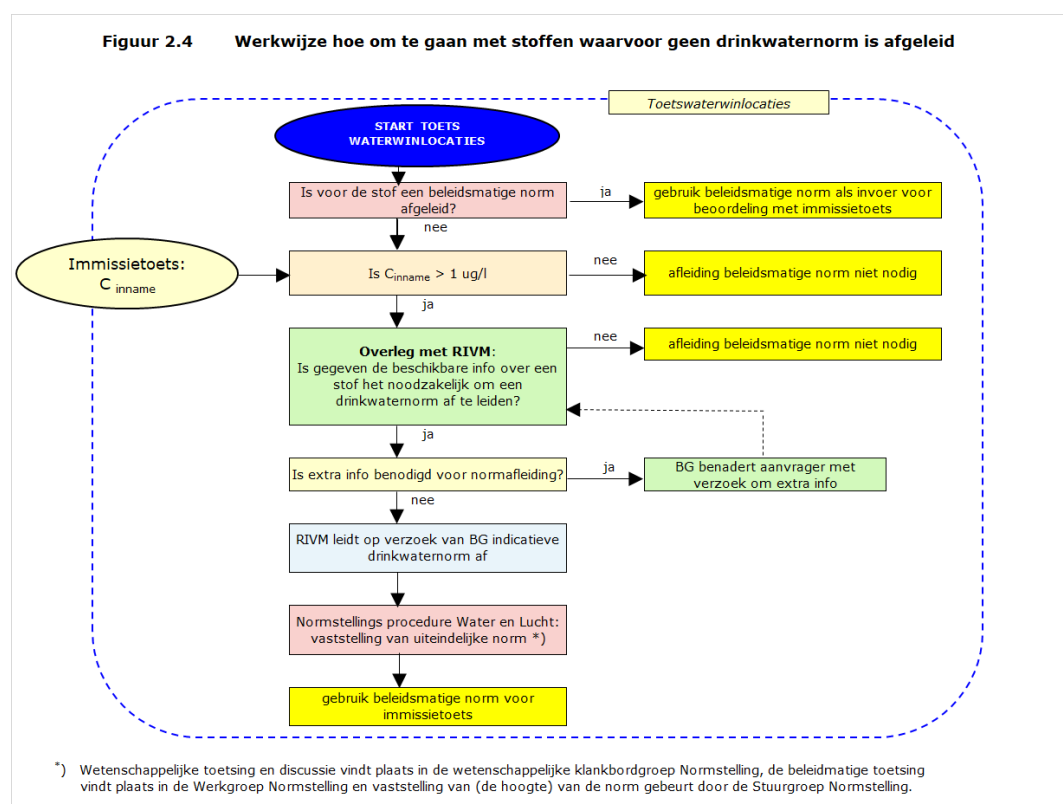 Figuur 2.4 Werkwijze hoe om te gaan met stoffen waarvoor geen drinkwaternorm is afgeleid
Toetswaterwinlocaties
START TOETS
WATERWINLOCATIES
Is voor de stof een beleidsmatige norm
afgeleid?
ja
gebruik beleidsmatige norm als invoer voor
beoordeling met immissietoets
nee
Immissietoets:
C inname
Is Cinname > 1 ug/l
nee
afleiding beleidsmatige norm niet nodig
ja
Overleg met RIVM:
Is gegeven de beschikbare info over een
stof het noodzakelijk om een
drinkwaternorm af te leiden?
nee
afleiding beleidsmatige norm niet nodig
ja
Is extra info benodigd voor normafleiding?
ja
BG benadert aanvrager met
verzoek om extra info
nee
RIVM leidt op verzoek van BG indicatieve
drinkwaternorm af
Normstellings procedure Water en Lucht:
vaststelling van uiteindelijke norm *)
gebruik beleidsmatige norm voor
immissietoets
*) Wetenschappelijke toetsing en discussie vindt plaats in de wetenschappelijke klankbordgroep Normstelling, de beleidmatige toetsing
vindt plaats in de Werkgroep Normstelling en vaststelling van (de hoogte) van de norm gebeurt door de Stuurgroep Normstelling.